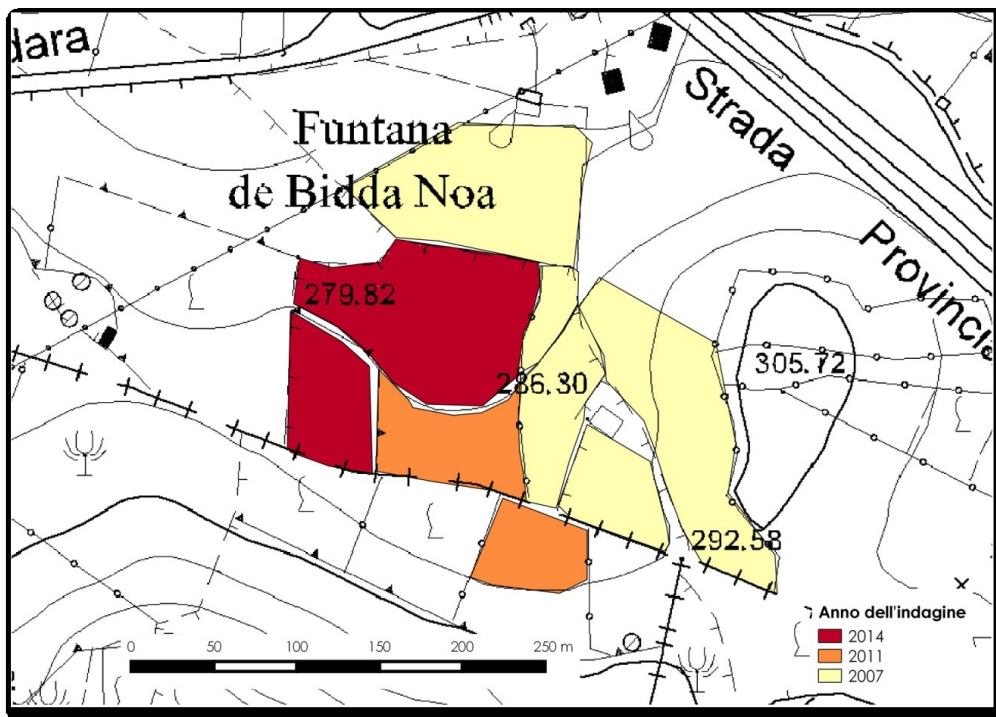 dara
Strada
Funtana
de Bidda Noa
Provincia
279.82
305.72
286.30
292.58
Anno dell'indagine
2014
2011
2007
0 50 100 150 200 250 m